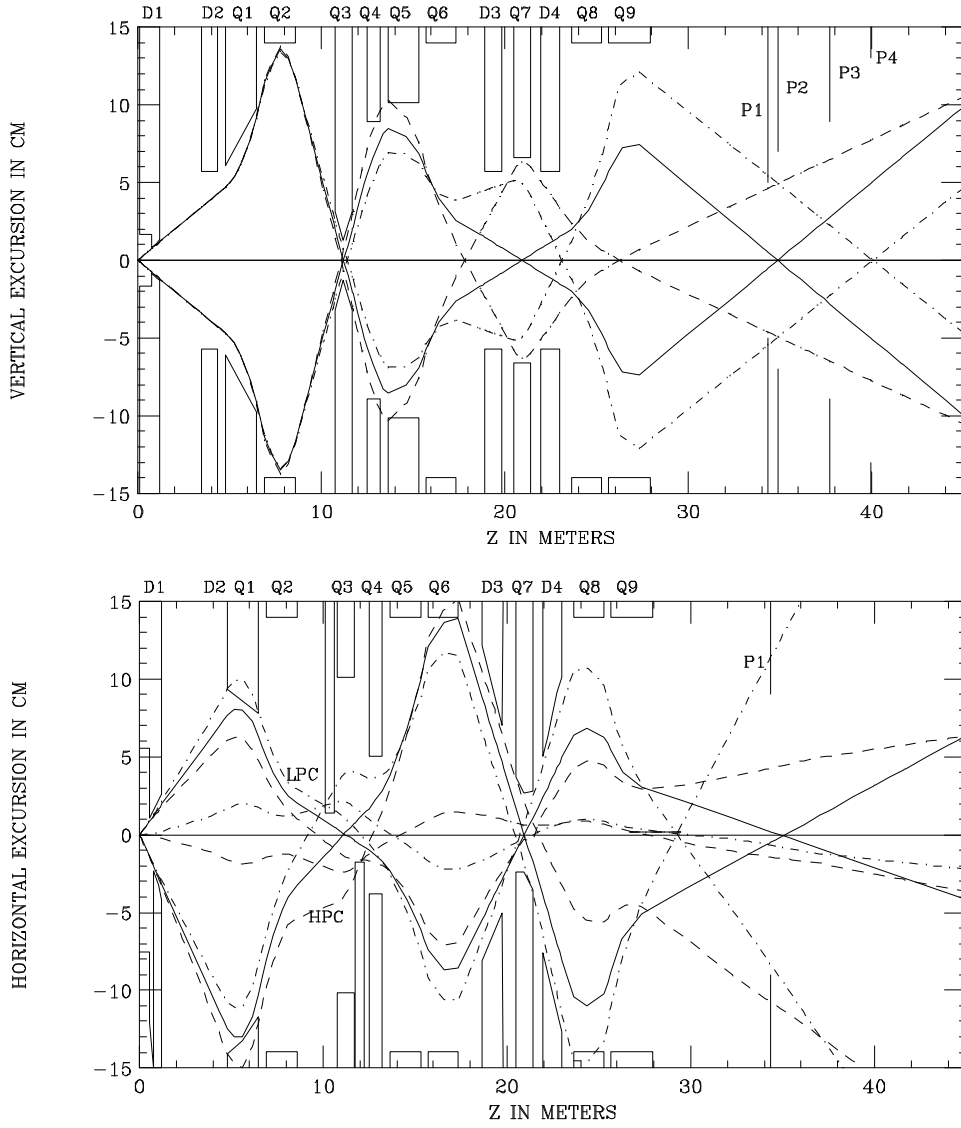 D1 D2 Q1 Q2 Q3 Q4 Q5 Q6 D3 Q7 D4 Q8 Q9
15
10
5
0
-5
-10
-15
VERTICAL EXCURSION IN CM
P1 P2 P3 P4
0 10 20 30 40
Z IN METERS
D1 D2 Q1 Q2 Q3 Q4 Q5 Q6 D3 Q7 D4 Q8 Q9
15
10
5
0
-5
-10
-15
HORIZONTAL EXCURSION IN CM
P1
LPC
HPC
0 10 20 30 40
Z IN METERS